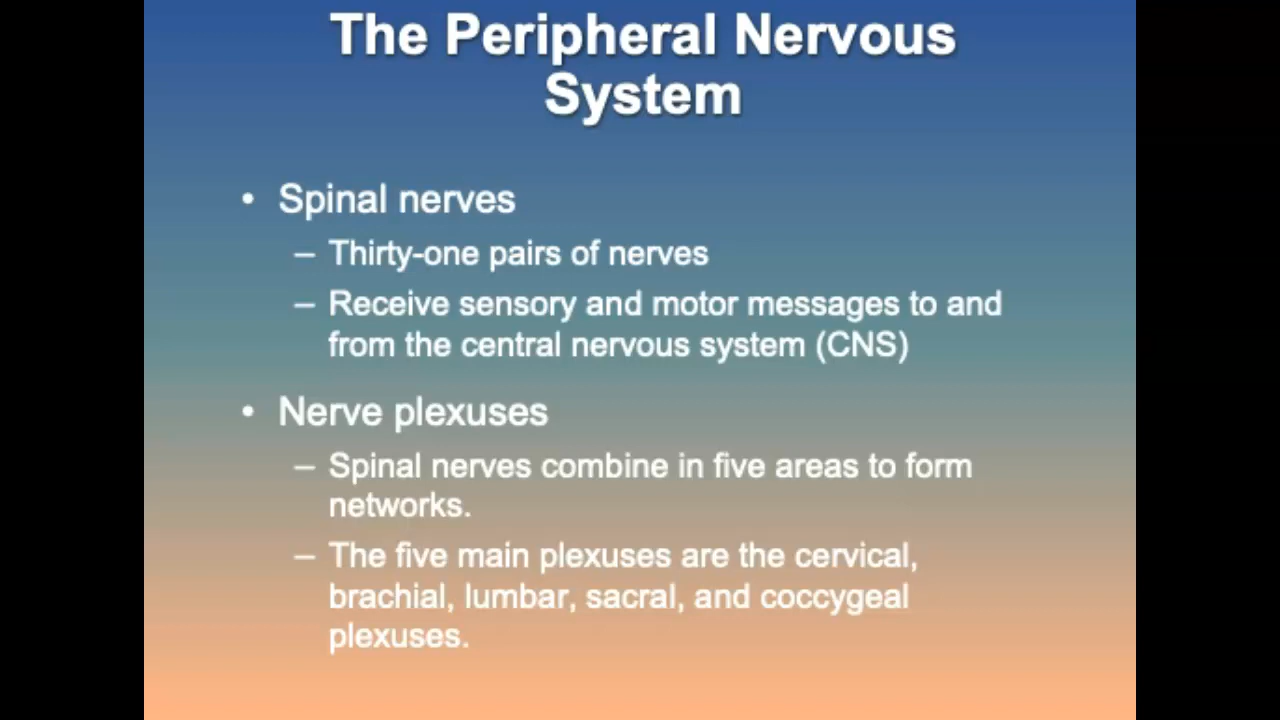 The Peripheral Nervous
System
• Spinal nerves
– Thirty-one pairs of nerves
– Receive sensory and motor messages to and
from the central nervous system (CNS)
• Nerve plexuses
– Spinal nerves combine in five areas to form
networks.
– The five main plexuses are the cervical,
brachial, lumbar, sacral, and coccygeal
plexuses.